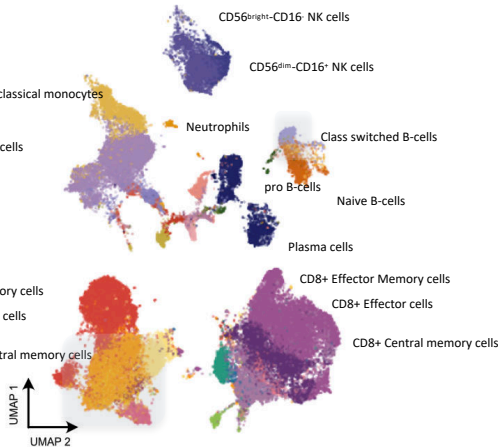 CD56bright-CD16- NK cells
CD56dim-CD16+ NK cells
classical monocytes
Neutrophils
Class switched B-cells
cells
pro B-cells
Naive B-cells
Plasma cells
CD8+ Effector Memory cells
ory cells
CD8+ Effector cells
cells
CD8+ Central memory cells
tral memory cells
UMAP 1
UMAP 2